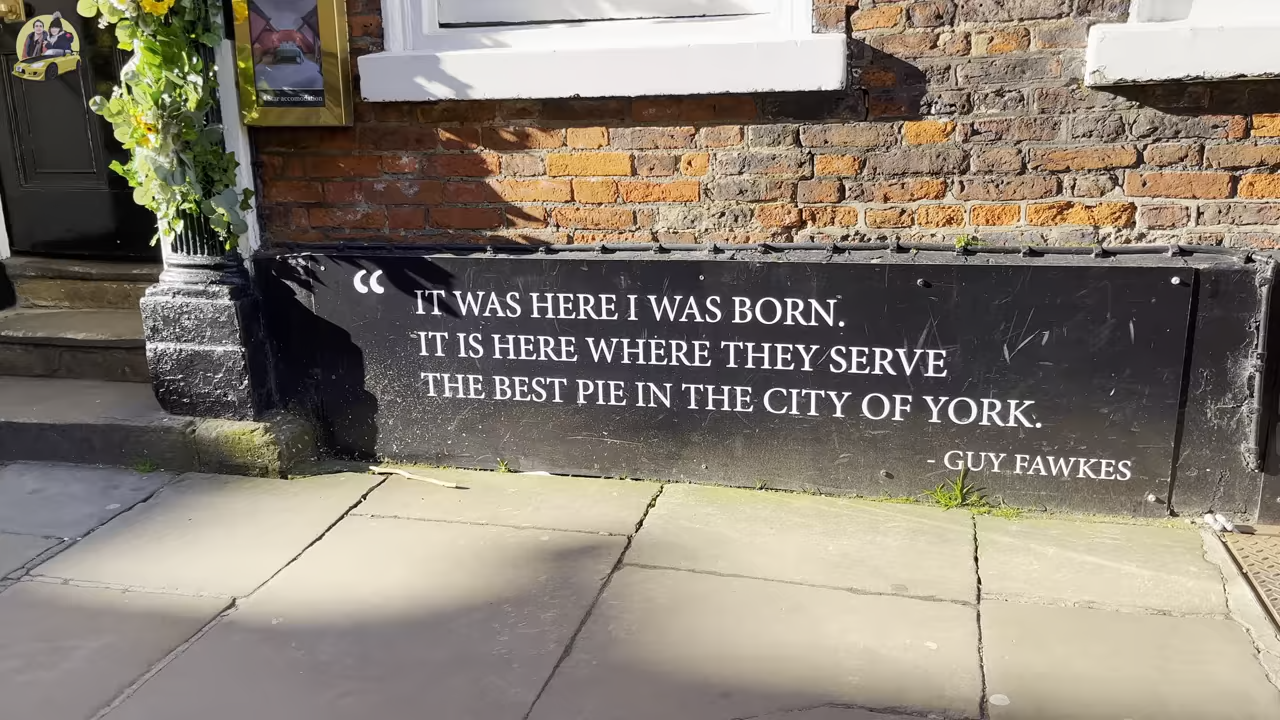 accomodation
“
IT WAS HERE I WAS BORN.
IT IS HERE WHERE THEY SERVE
THE BEST PIE IN THE CITY OF YORK.
- GUY FAWKES